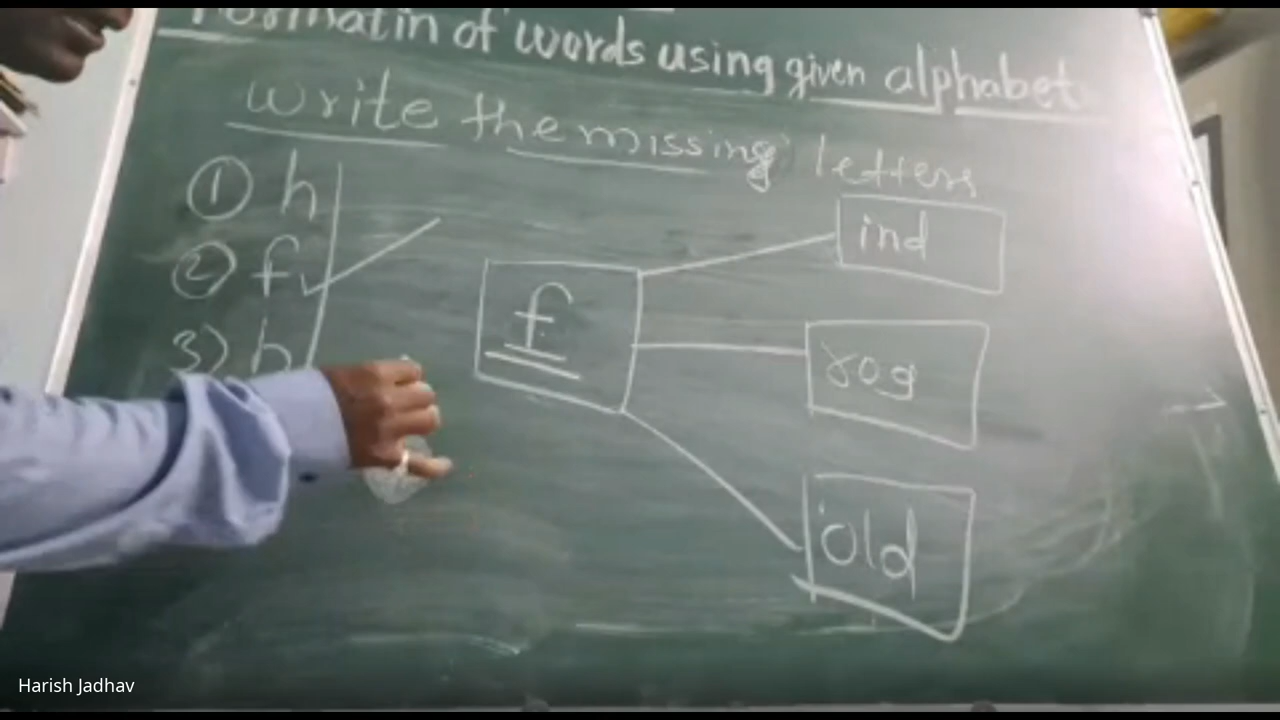 Formatin of words using given alphabet
write the missing letters
① h
② f
3) h
f
ind
rog
old
Harish Jadhav